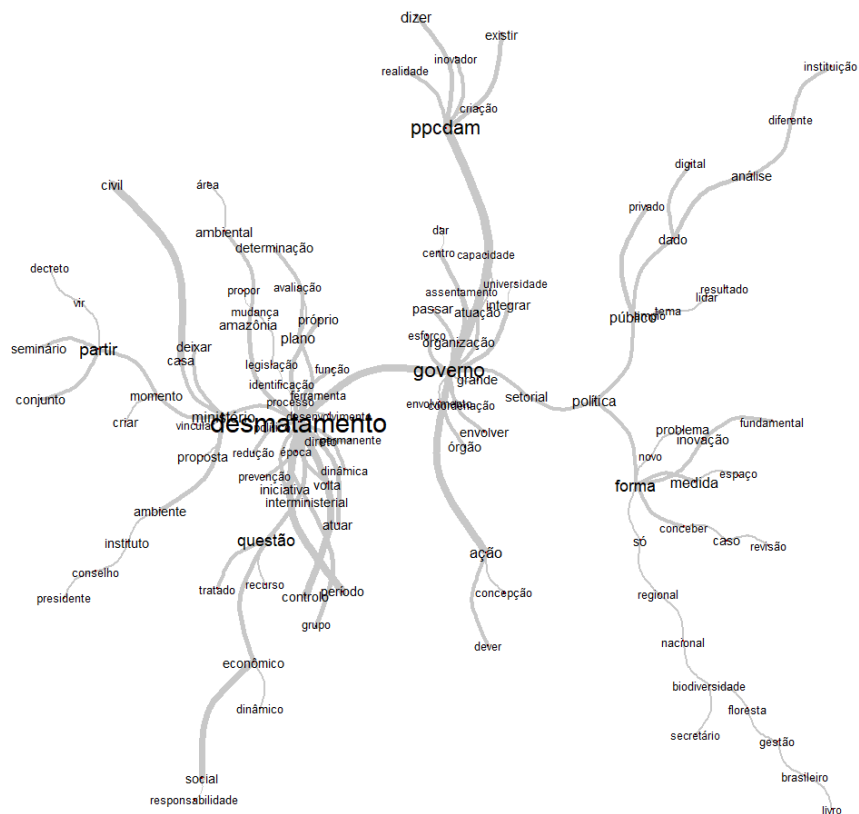 dizer
existir
inovador
realidade
instituição
criação
diferente
ppcdam
digital
análise
civil
área
privado
dar
ambiental
dado
determinação
centro
capacidade
decreto
universidade
propor
avaliação
assentamento
resultado
lidar
vir
passar
integrar
mudança
tema
amazônia
próprio
atuação
público
esforço
plano
organização
seminário
partir
deixar
casa
legislação
função
governo
grande
identificação
conjunto
momento
ferramenta
setorial
política
processo
envolvimento
coordenação
criar
ministério
desenvolvimento
vincula
desmatamento
fundamental
problema
envolver
direto
permanente
inovação
órgão
proposta
redução
época
novo
prevenção
dinâmica
espaço
iniciativa
volta
forma
medida
interministerial
ambiente
atuar
conceber
questão
só
caso
instituto
revisão
ação
conselho
tratado
recurso
período
concepção
presidente
controlo
regional
grupo
nacional
dever
econômico
biodiversidade
dinâmico
floresta
secretário
gestão
social
brasileiro
responsabilidade
livro